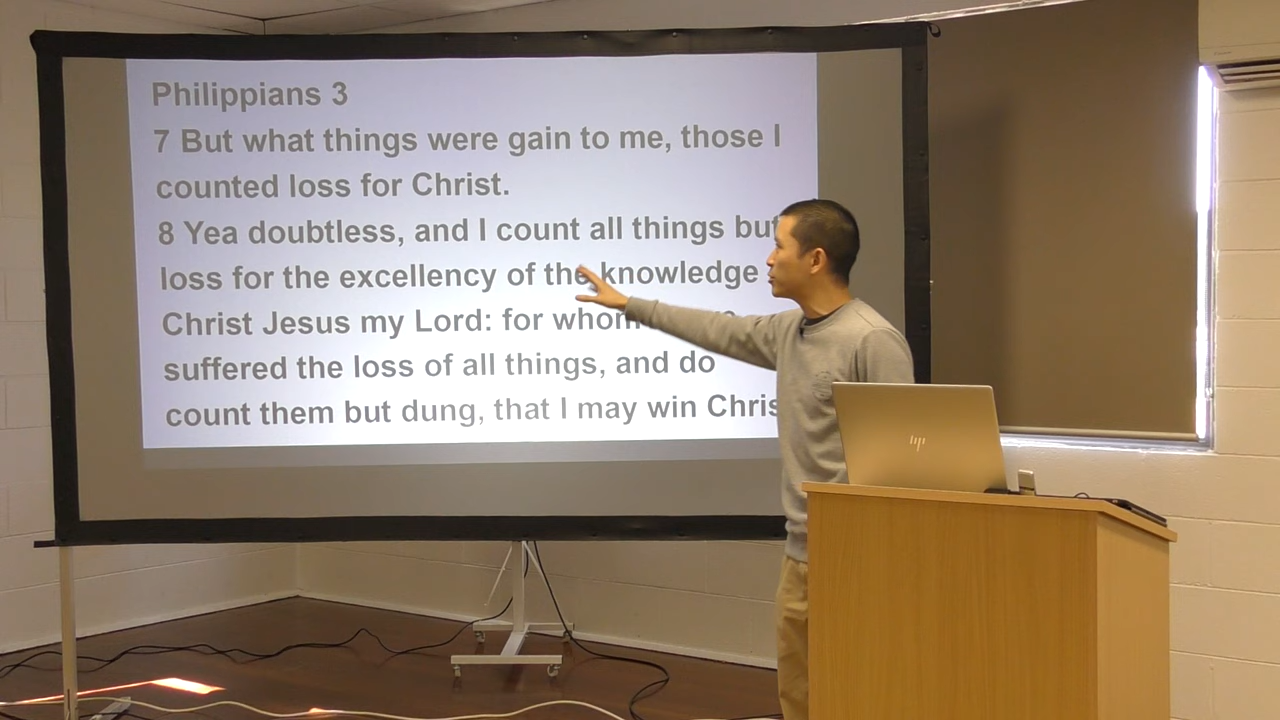 Philippians 3
7 But what things were gain to me, those I
counted loss for Christ.
8 Yea doubtless, and I count all things but
loss for the excellency of the knowledge
Christ Jesus my Lord: for whom
suffered the loss of all things, and do
count them but dung, that I may win Chris
hp